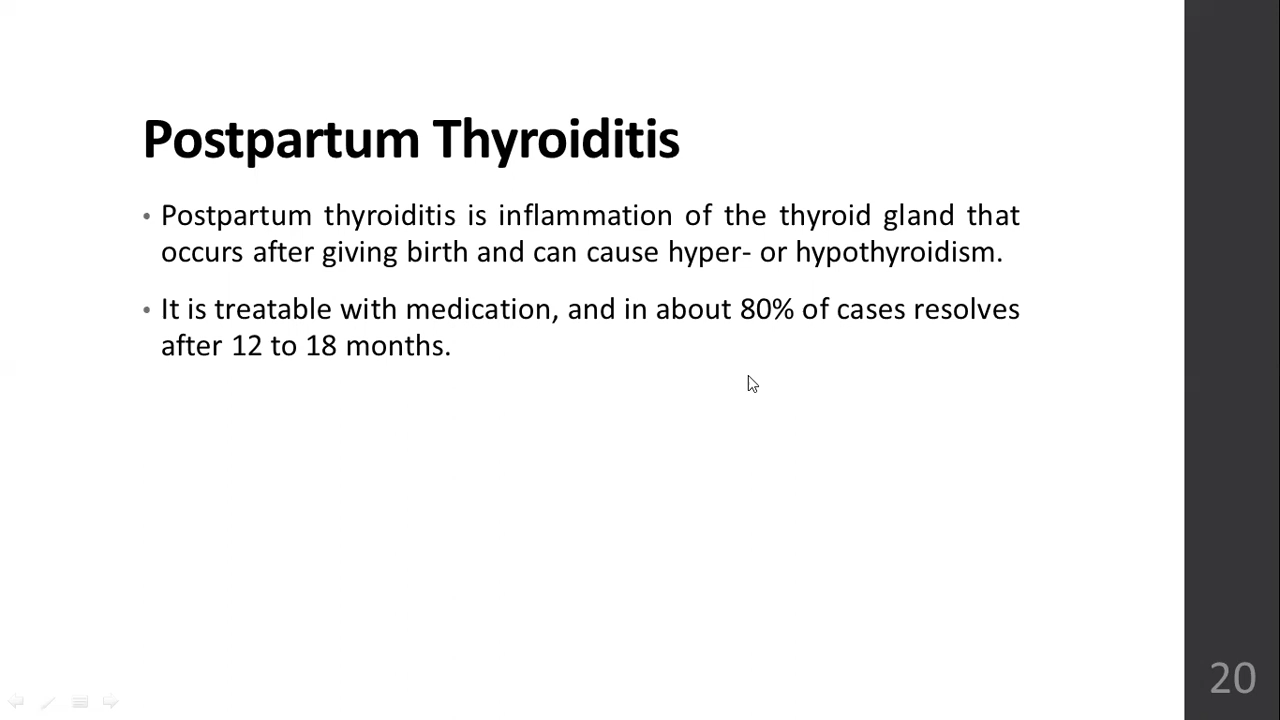 Postpartum Thyroiditis
• Postpartum thyroiditis is inflammation of the thyroid gland that
occurs after giving birth and can cause hyper- or hypothyroidism.
• It is treatable with medication, and in about 80% of cases resolves
after 12 to 18 months.
20